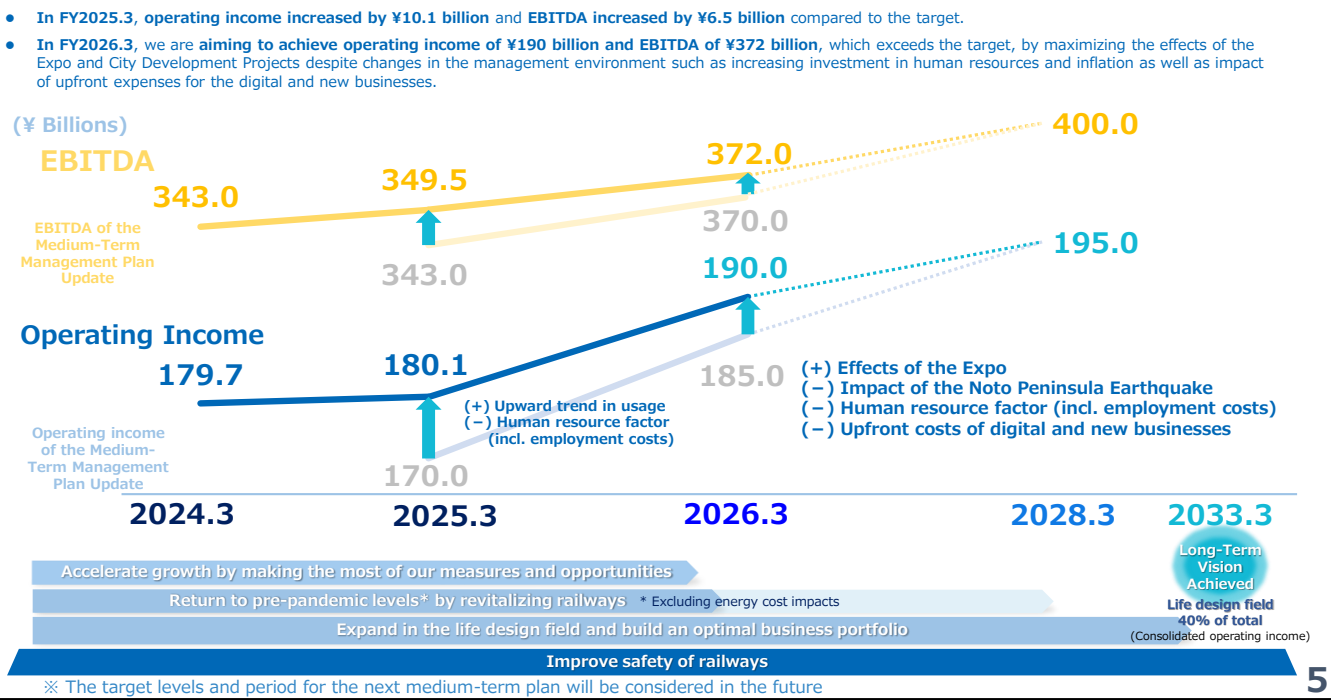 ● In FY2025.3, operating income increased by ¥10.1 billion and EBITDA increased by ¥6.5 billion compared to the target.
● In FY2026.3, we are aiming to achieve operating income of ¥190 billion and EBITDA of ¥372 billion, which exceeds the target, by maximizing the effects of the
Expo and City Development Projects despite changes in the management environment such as increasing investment in human resources and inflation as well as impact
of upfront expenses for the digital and new businesses.
(¥ Billions)
EBITDA
343.0
349.5
372.0
400.0
EBITDA of the
Medium-Term
Management Plan
Update
343.0
370.0
Operating Income
179.7
180.1
190.0
195.0
Operating income
of the Medium-
Term Management
Plan Update
170.0
185.0
(+) Upward trend in usage
(−) Human resource factor
(incl. employment costs)
(+) Effects of the Expo
(−) Impact of the Noto Peninsula Earthquake
(−) Human resource factor (incl. employment costs)
(−) Upfront costs of digital and new businesses
2024.3
2025.3
2026.3
2028.3
2033.3
Accelerate growth by making the most of our measures and opportunities
Return to pre-pandemic levels* by revitalizing railways * Excluding energy cost impacts
Expand in the life design field and build an optimal business portfolio
Improve safety of railways
Long-Term
Vision
Achieved
Life design field
40% of total
(Consolidated operating income)
※ The target levels and period for the next medium-term plan will be considered in the future
5